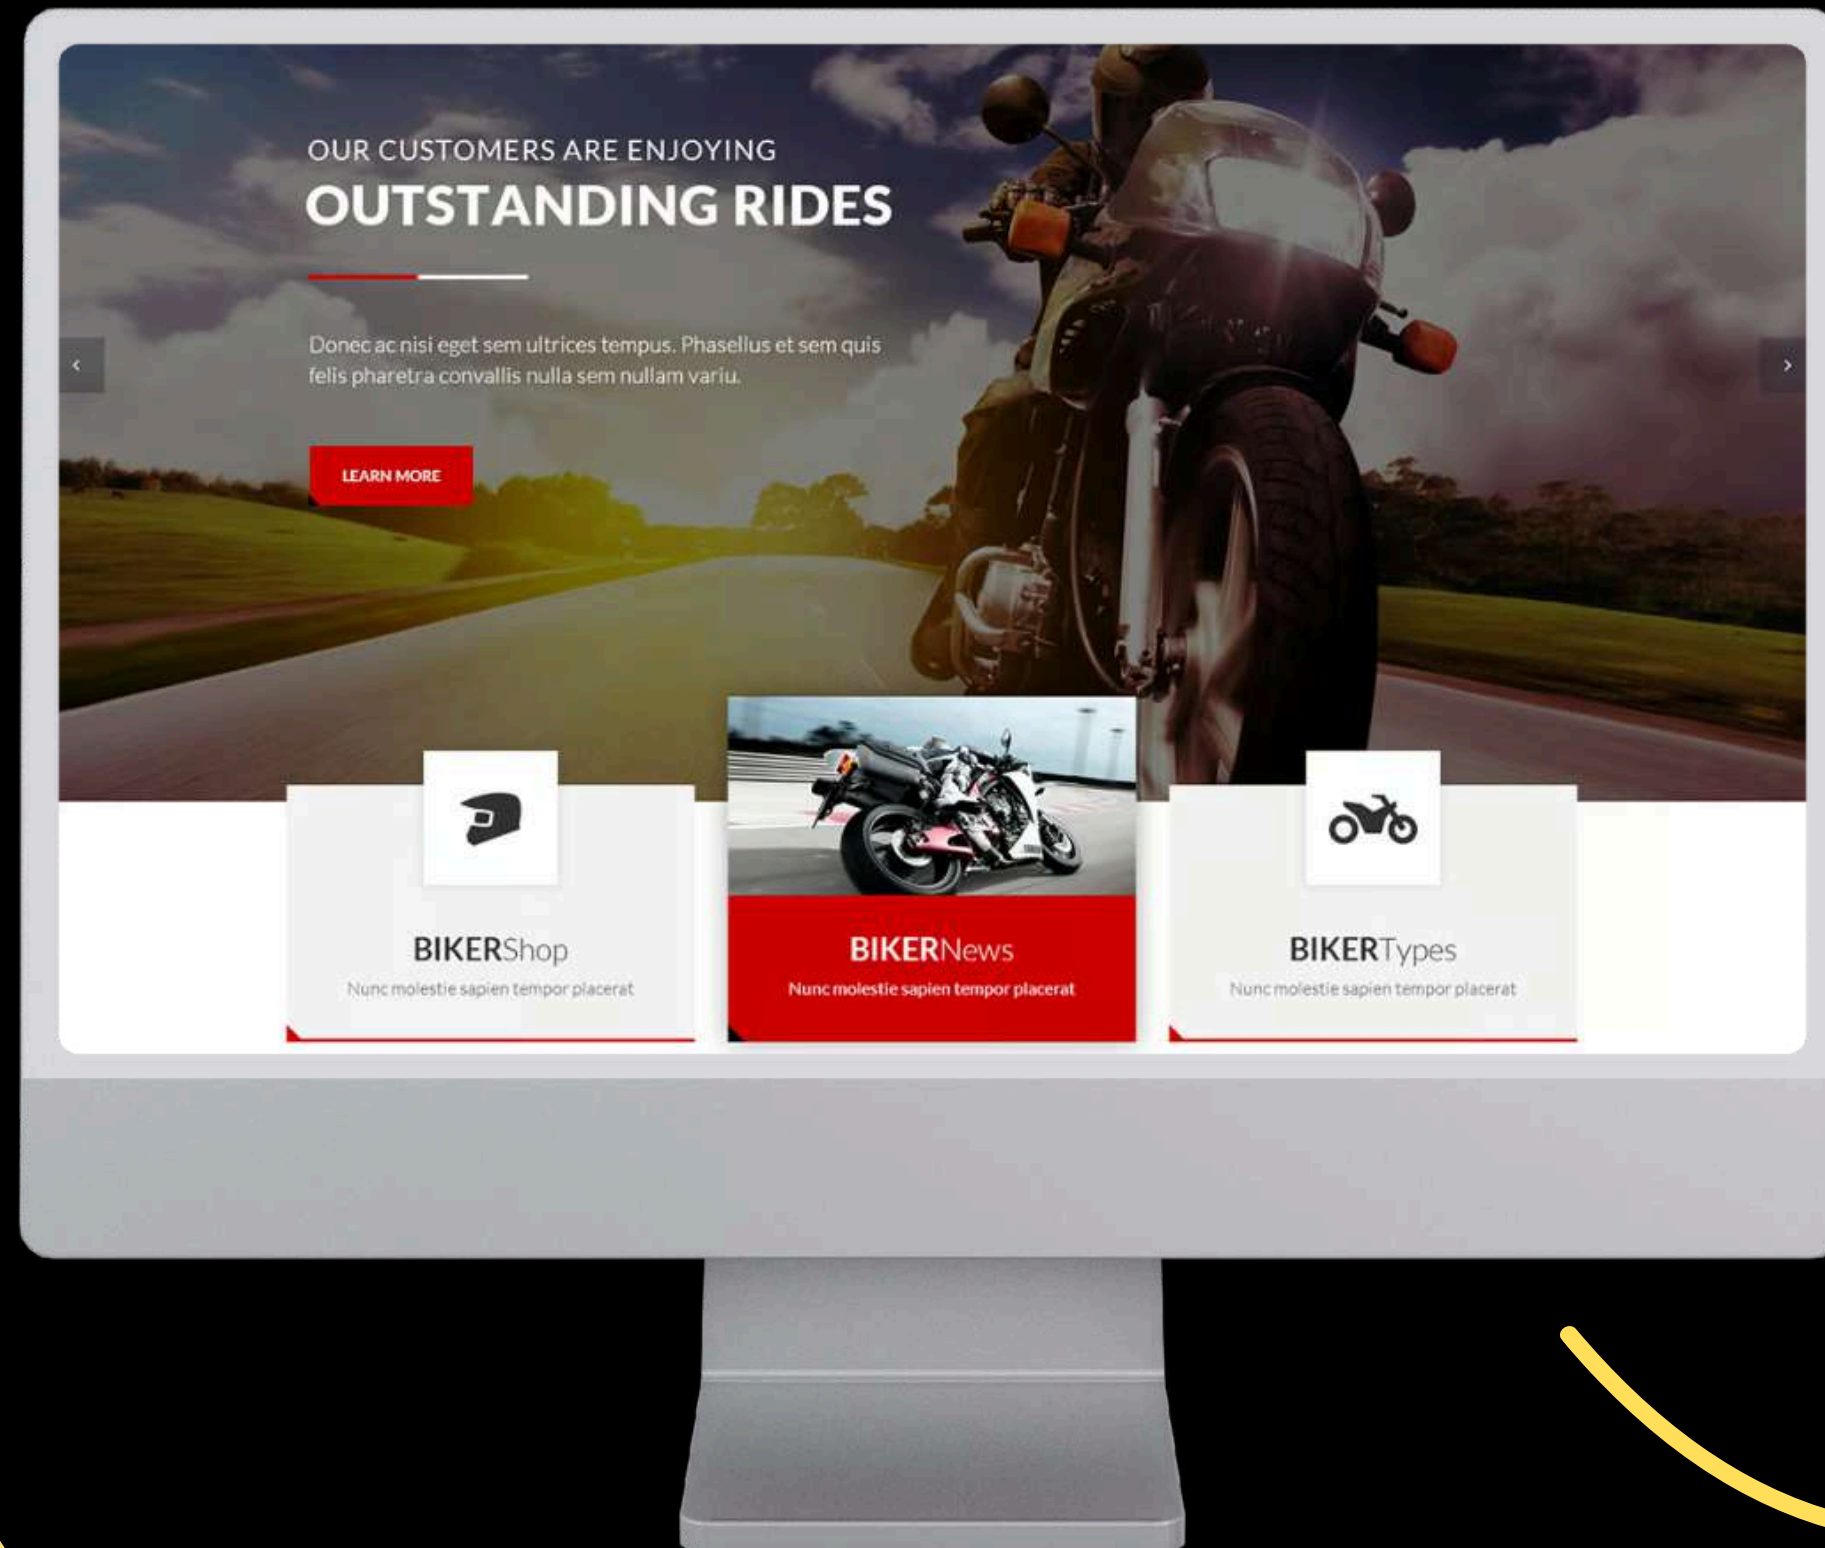 OUR CUSTOMERS ARE ENJOYING
OUTSTANDING RIDES
Donec ac nisi eget sem ultrices tempus. Phasellus et sem quis
felis pharetra convallis nulla sem nullam variu.
LEARN MORE
BIKERShop
Nunc molestie sapien tempor placerat
BIKERNews
Nunc molestie sapien tempor placerat
BIKERTypes
Nunc molestie sapien tempor placerat